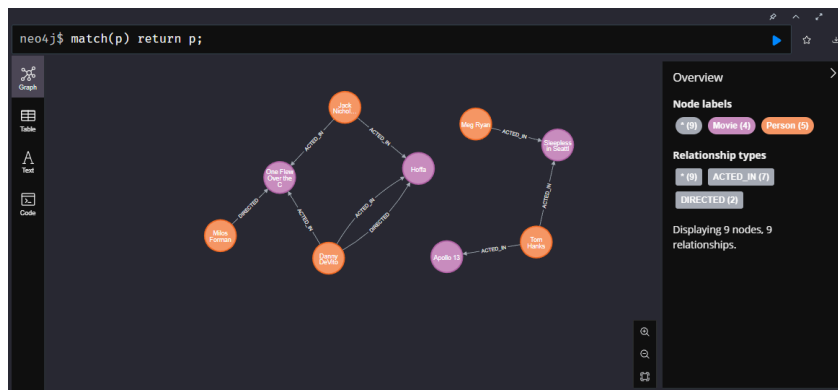 neo4j$ match(p) return p;
Graph
Table
Text
Code
Jack
Nichol...
ACTED_IN
ACTED_IN
One Flew
Over the
C
Hoffa
DIRECTED
ACTED_IN
ACTED_IN
DIRECTED
Milos
Forman
Danny
DeVito
Meg Ryan
ACTED_IN
Sleepless
in Seattl
ACTED_IN
Tom
Hanks
ACTED_IN
Apollo 13
Overview
Node labels
* (9)
Movie (4)
Person (5)
Relationship types
* (9)
ACTED_IN (7)
DIRECTED (2)
Displaying 9 nodes, 9
relationships.